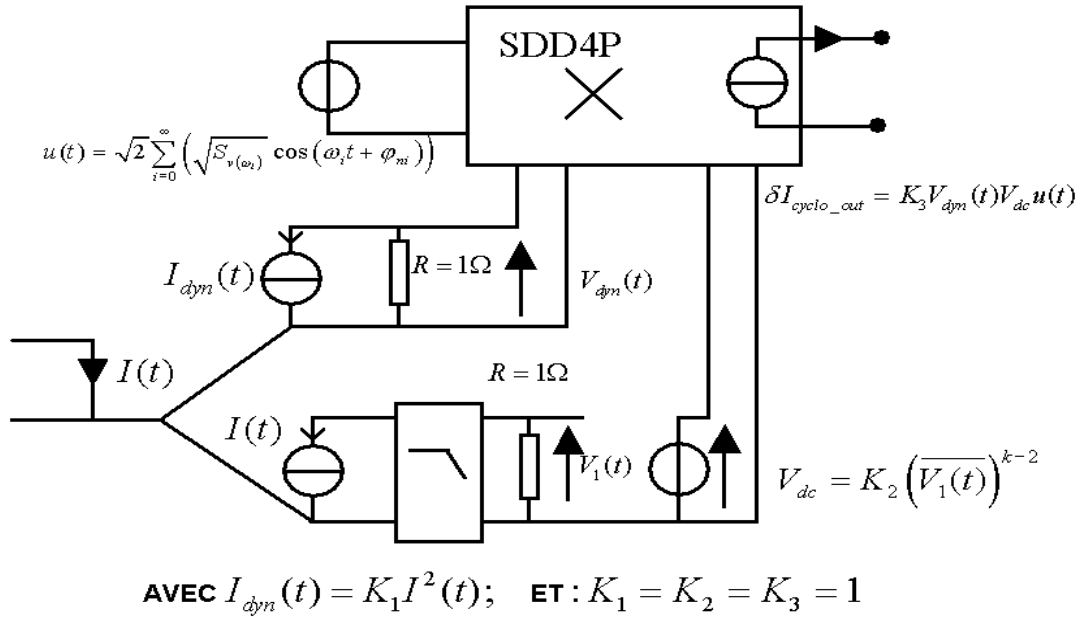 SDD4P
u(t) = √2 ∑_{i=0}^{∞} (√S_{v(ω_i)} cos(ω_i t + φ_{ni}))
δI_{cyclo_out} = K_3 V_{dyn}(t) V_{dc} u(t)
I_{dyn}(t)
R = 1Ω
V_{dyn}(t)
I(t)
R = 1Ω
I(t)
V_1(t)
V_{dc} = K_2 (\overline{V_1(t)})^{k-2}
AVEC I_{dyn}(t) = K_1 I^2(t); ET : K_1 = K_2 = K_3 = 1